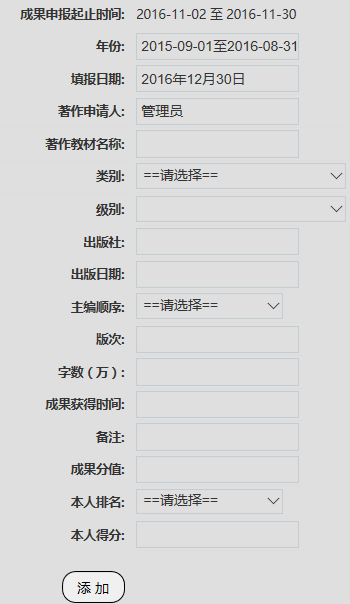 成果申报起止时间: 2016-11-02 至 2016-11-30
年份: 2015-09-01至2016-08-31
填报日期: 2016年12月30日
著作申请人: 管理员
著作教材名称:
类别: ==请选择==
级别:
出版社:
出版日期:
主编顺序: ==请选择==
版次:
字数（万）:
成果获得时间:
备注:
成果分值:
本人排名: ==请选择==
本人得分:
添 加